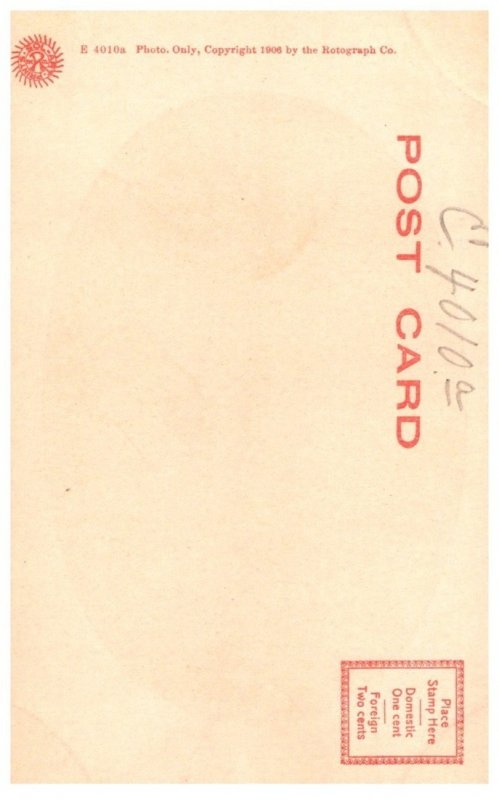 E 4010a Photo. Only, Copyright 1906 by the Rotograph Co.
POST CARD
C. 4010.a
Place
Stamp Here
Domestic
One cent
Foreign
Two cents